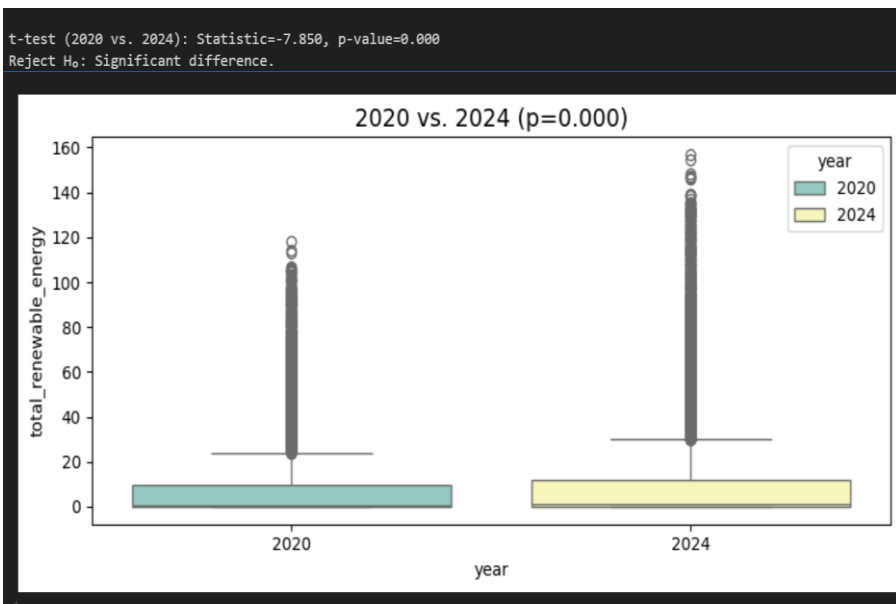 t-test (2020 vs. 2024): Statistic=-7.850, p-value=0.000
Reject H₀: Significant difference.
2020 vs. 2024 (p=0.000)
total_renewable_energy
160
140
120
100
80
60
40
20
0
year
2020
2024
2020
2024
year